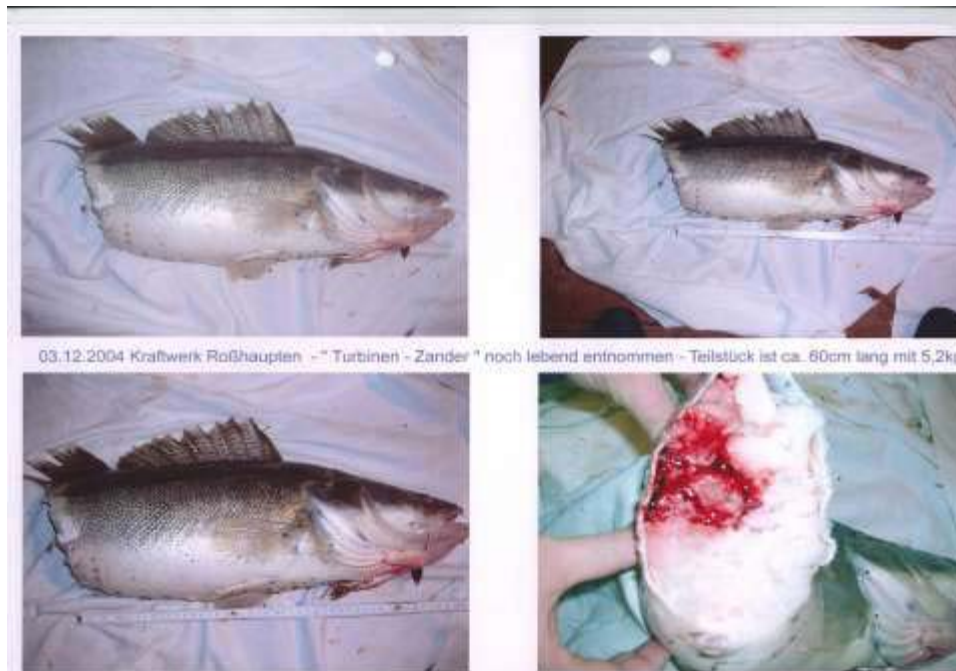 03.12.2004 Kraftwerk Roßhaupten - " Turbinen - Zander " noch lebend entnommen - Teilstück ist ca. 60cm lang mit 5,2kg